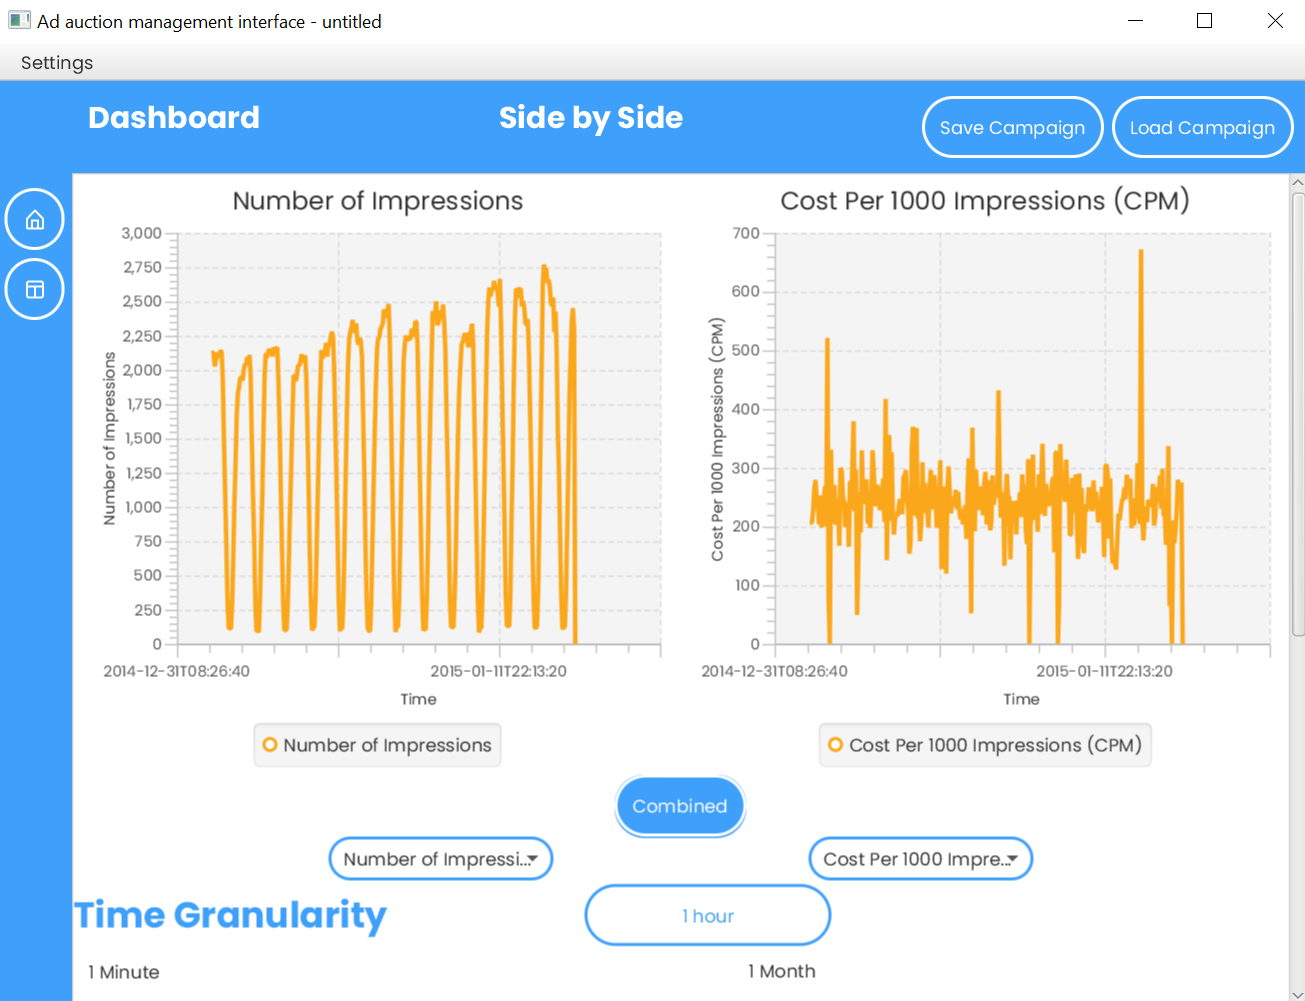 Ad auction management interface - untitled
Settings
Dashboard
Side by Side
Save Campaign
Load Campaign
Number of Impressions
3,000
2,750
2,500
2,250
2,000
1,750
1,500
1,250
1,000
750
500
250
0
Number of Impressions
2014-12-31T08:26:40
2015-01-11T22:13:20
Time
Number of Impressions
Cost Per 1000 Impressions (CPM)
700
600
500
400
300
200
100
0
Cost Per 1000 Impressions (CPM)
2014-12-31T08:26:40
2015-01-11T22:13:20
Time
Cost Per 1000 Impressions (CPM)
Combined
Number of Impressi...
Cost Per 1000 Impre...
Time Granularity
1 hour
1 Minute
1 Month